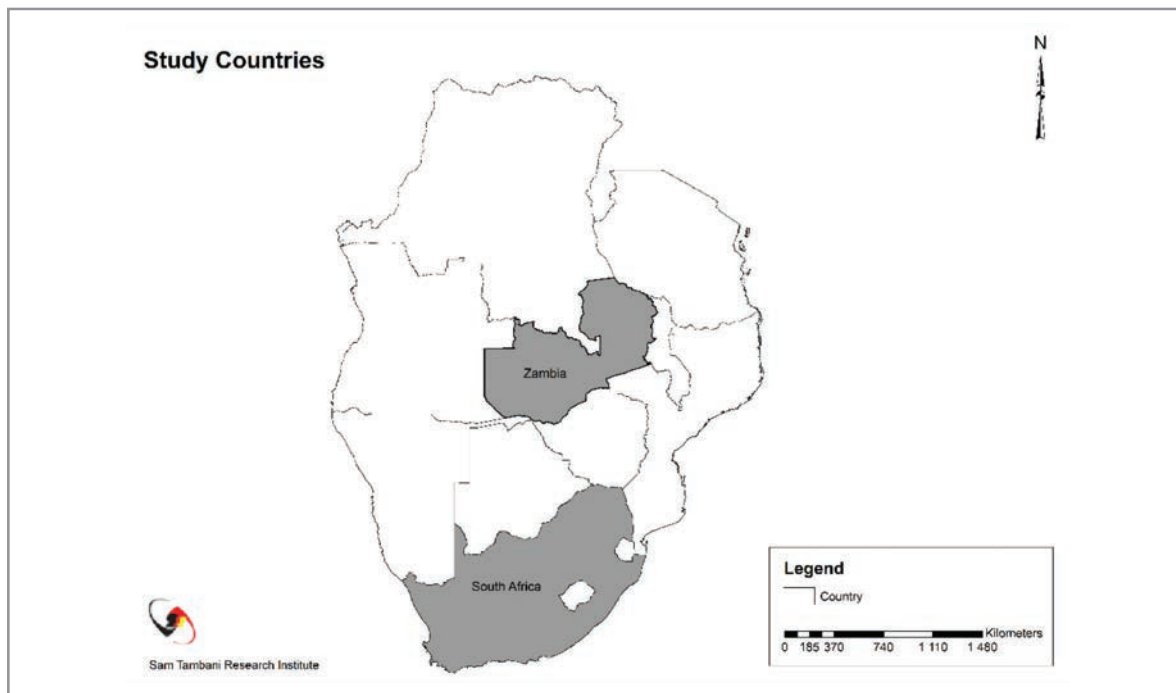 Study Countries
N
Zambia
South Africa
Legend
Country
Kilometers
0 185 370 740 1 110 1 480
Sam Tambani Research Institute